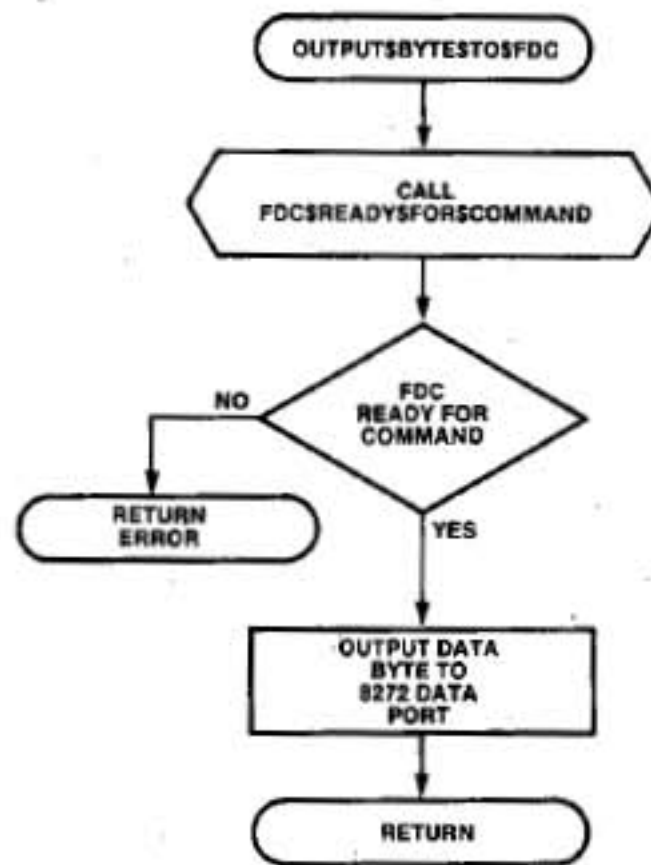 OUTPUT$BYTE$TO$FDC
CALL
FDC$READY$FOR$COMMAND
FDC
READY FOR
COMMAND
NO
RETURN
ERROR
YES
OUTPUT DATA
BYTE TO
8272 DATA
PORT
RETURN